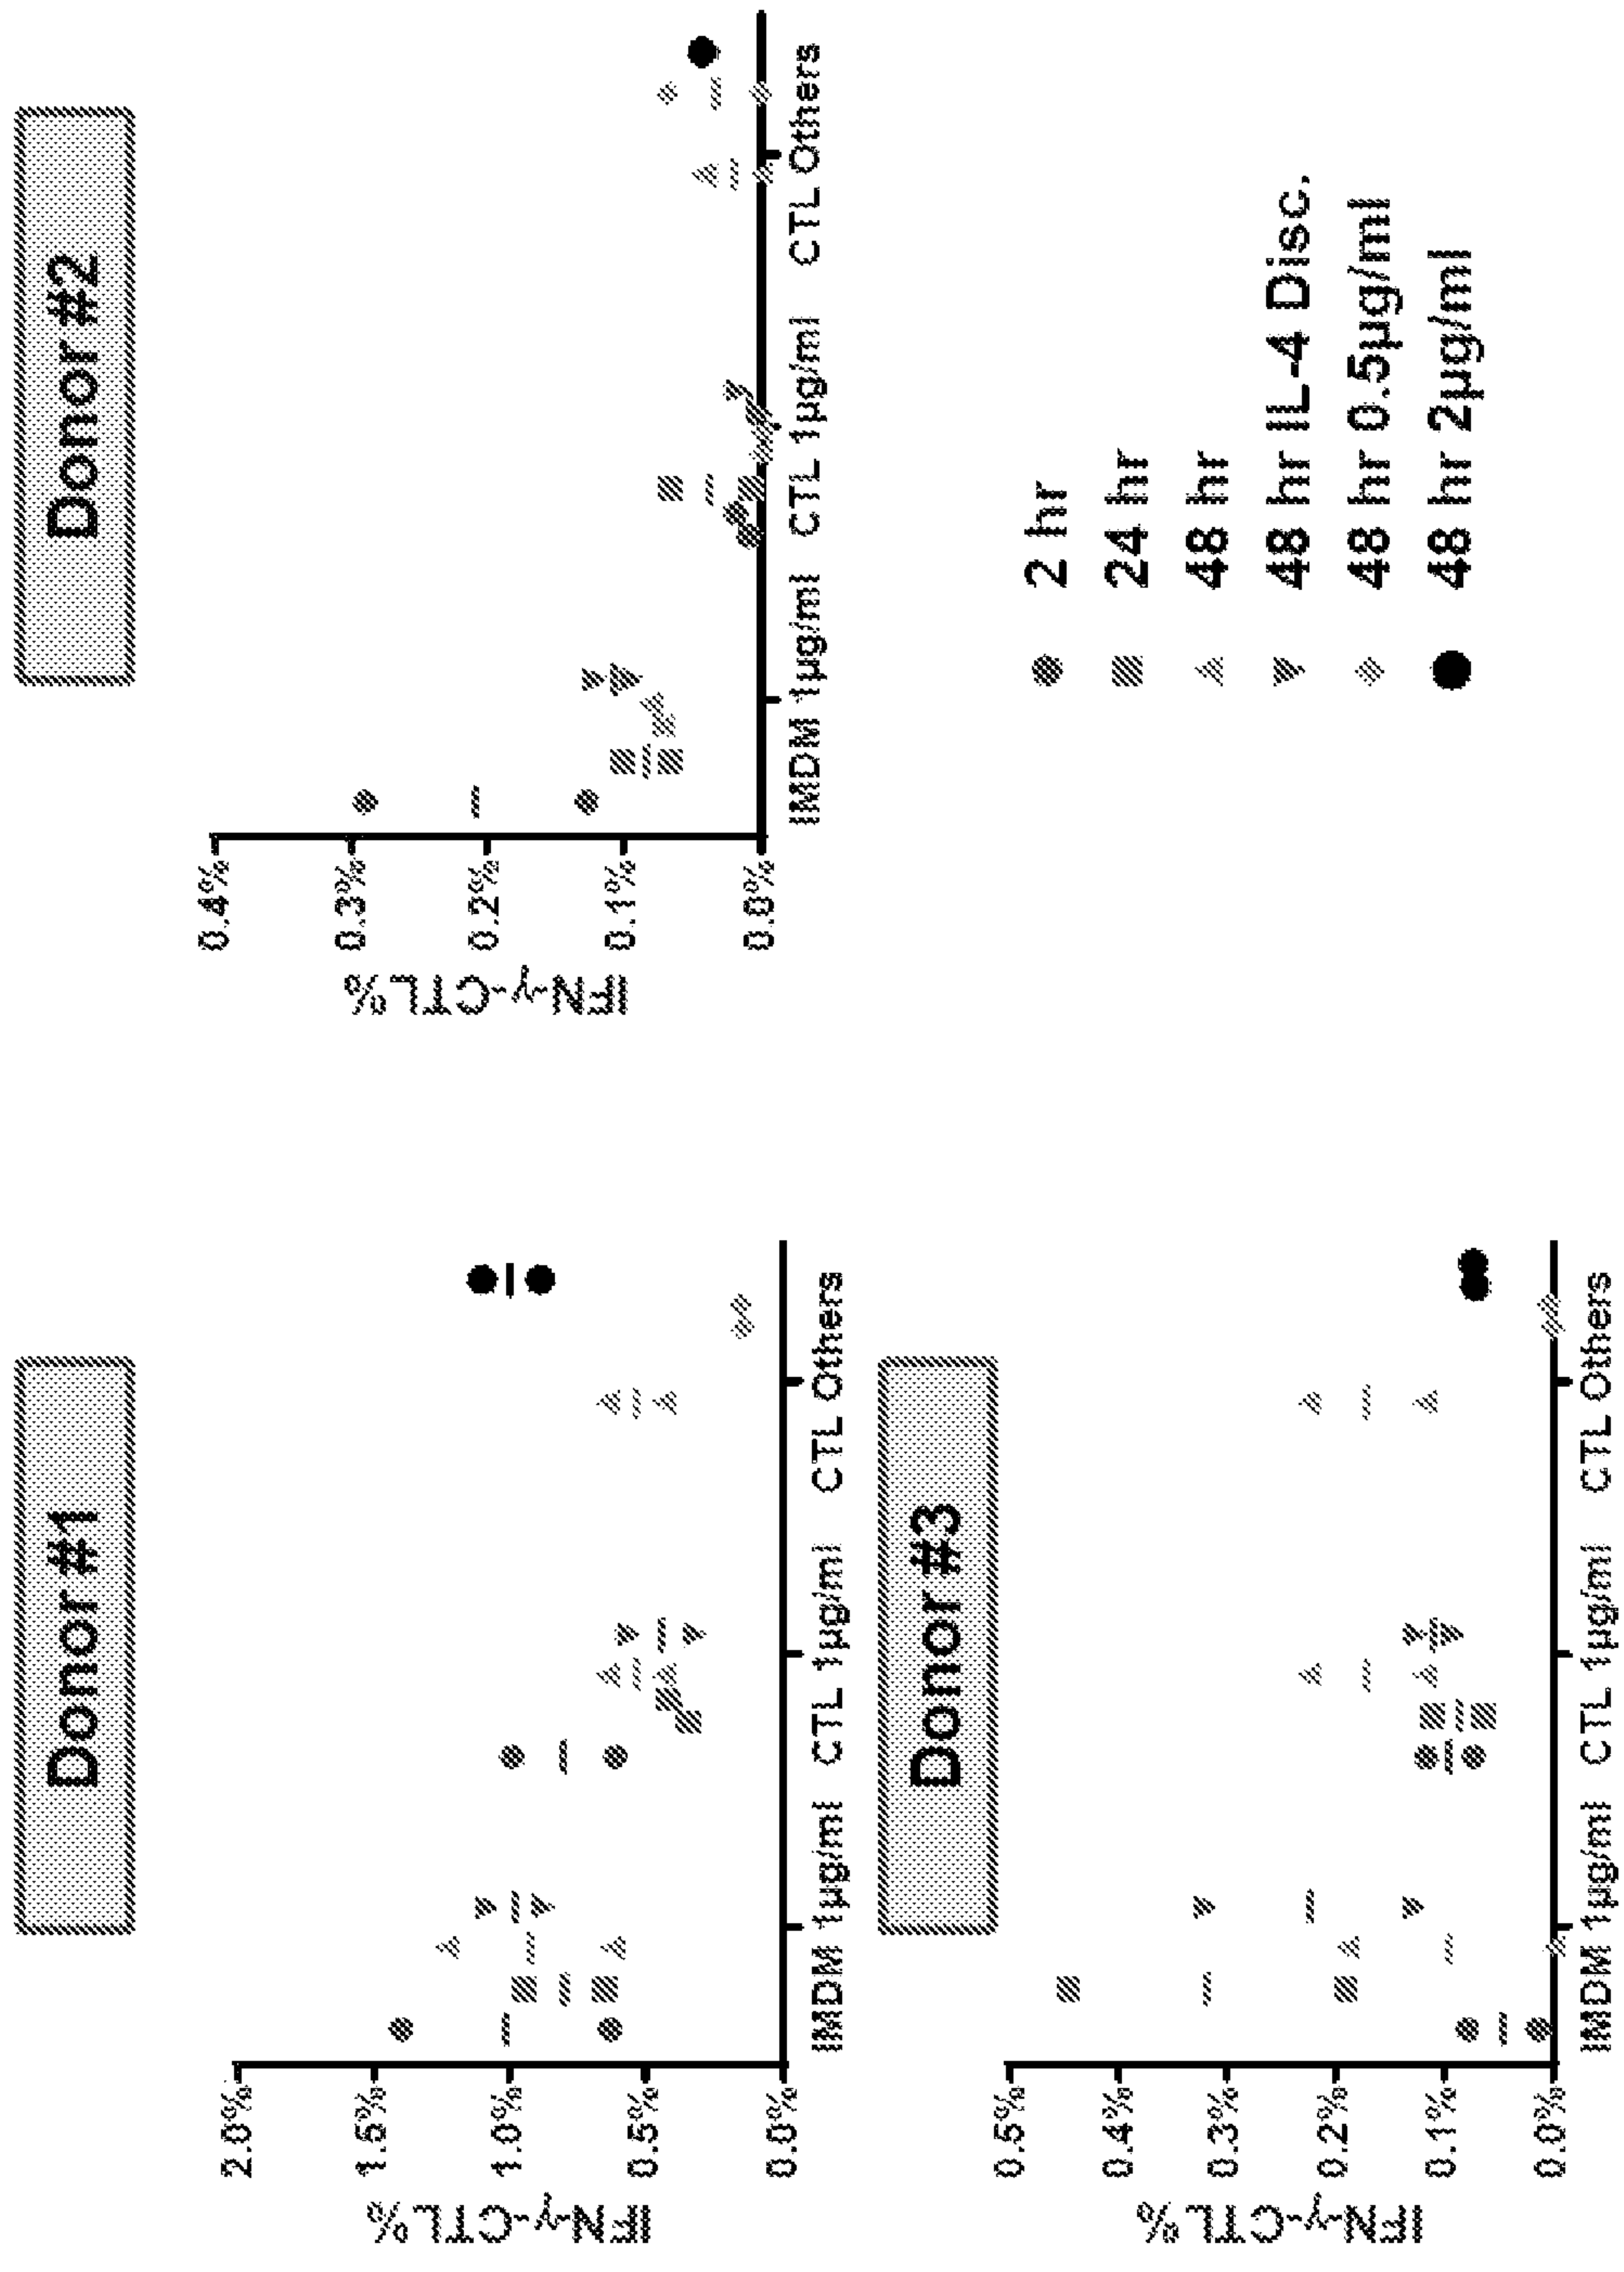 Donor #1
IFN-γ-CTL%
2.0%
1.5%
1.0%
0.5%
0.0%
IMDM 1µg/ml CTL 1µg/ml CTL Others
Donor #2
IFN-γ-CTL%
0.4%
0.3%
0.2%
0.1%
0.0%
IMDM 1µg/ml CTL 1µg/ml CTL Others
Donor #3
IFN-γ-CTL%
0.5%
0.4%
0.3%
0.2%
0.1%
0.0%
IMDM 1µg/ml CTL 1µg/ml CTL Others
2 hr
24 hr
48 hr
48 hr IL-4 Disc.
48 hr 0.5µg/ml
48 hr 2µg/ml